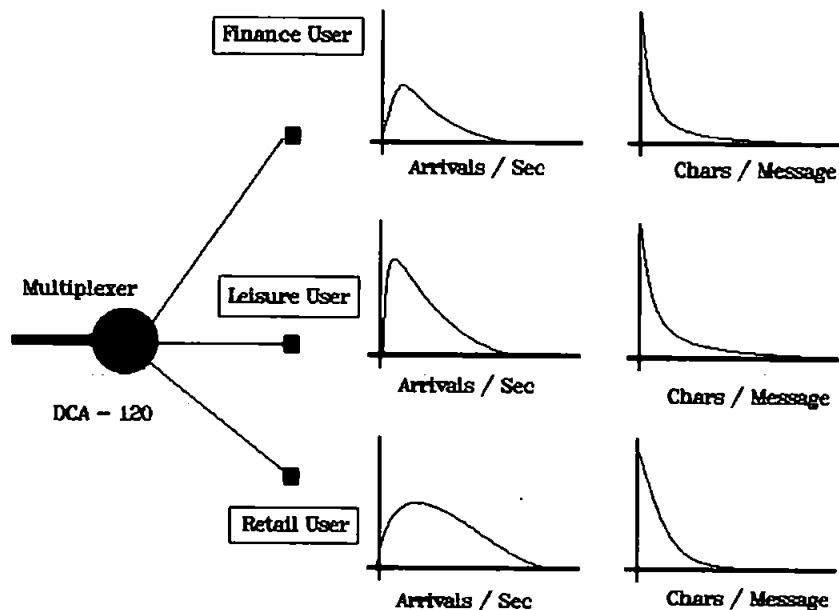 Finance User
Arrivals / Sec
Chars / Message
Multiplexer
Leisure User
Arrivals / Sec
Chars / Message
DCA - 120
Retail User
Arrivals / Sec
Chars / Message